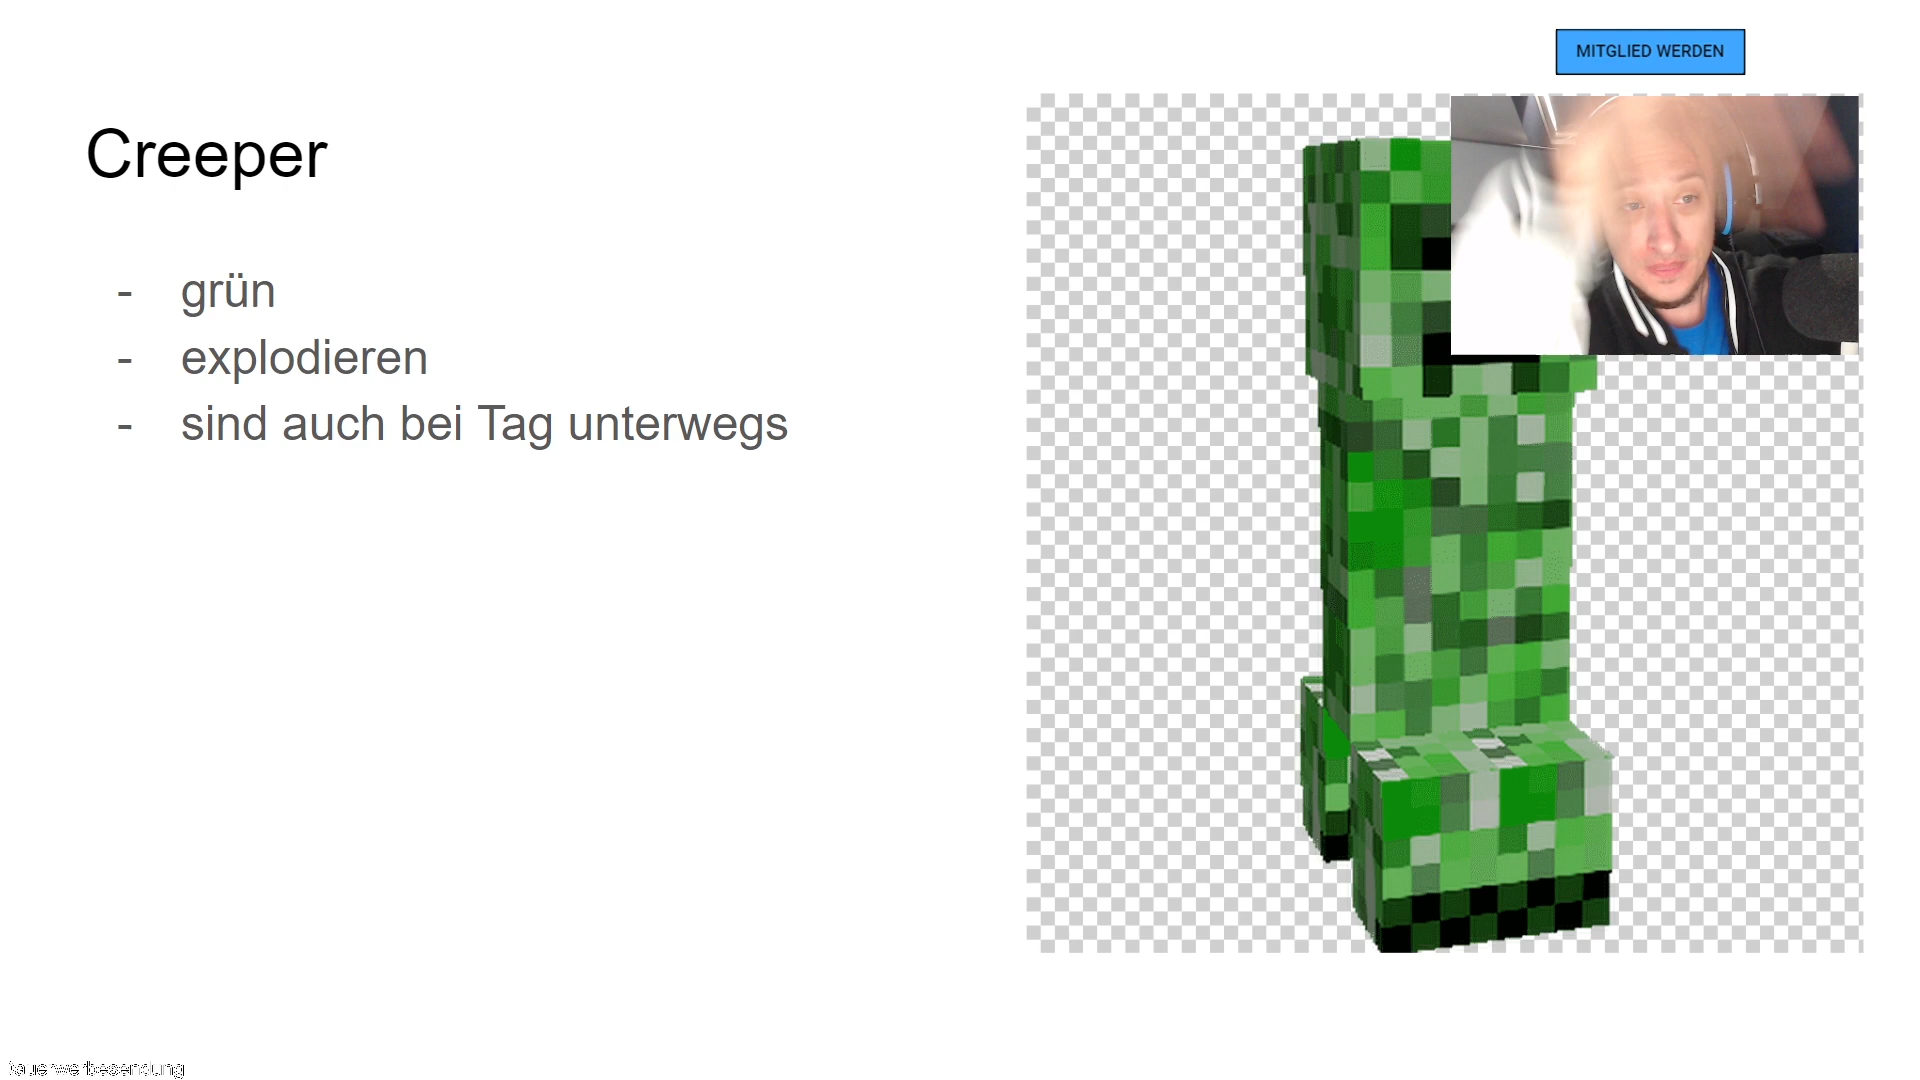 MITGLIED WERDEN
Creeper
- grün
- explodieren
- sind auch bei Tag unterwegs